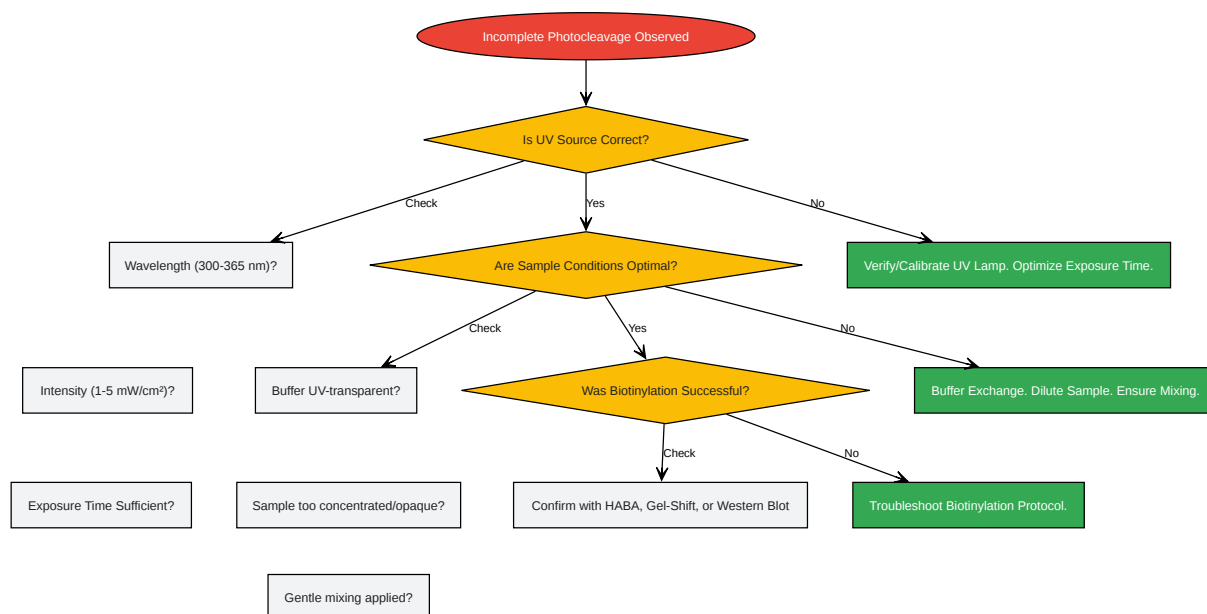 Incomplete Photocleavage Observed
Is UV Source Correct?
Check
Yes
No
Wavelength (300-365 nm)?
Are Sample Conditions Optimal?
Verify/Calibrate UV Lamp. Optimize Exposure Time.
Check
Yes
No
Intensity (1-5 mW/cm²)?
Buffer UV-transparent?
Was Biotinylation Successful?
Buffer Exchange. Dilute Sample. Ensure Mixing.
Check
No
Exposure Time Sufficient?
Sample too concentrated/opaque?
Confirm with HABA, Gel-Shift, or Western Blot
Troubleshoot Biotinylation Protocol.
Gentle mixing applied?